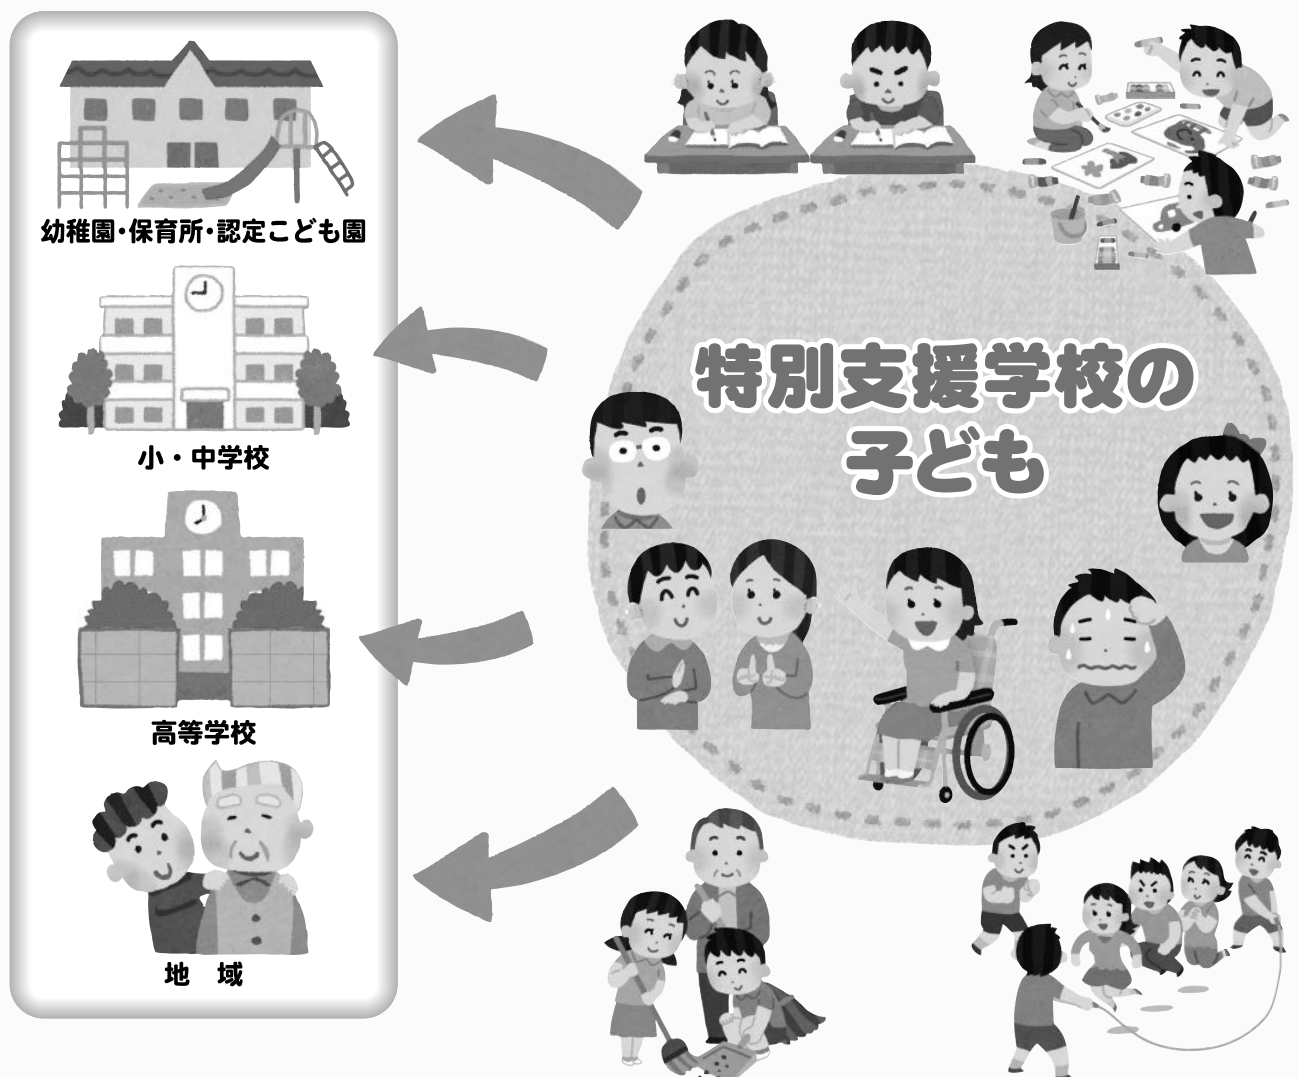 幼稚園・保育所・認定こども園
小・中学校
高等学校
地　域
特別支援学校の
子ども